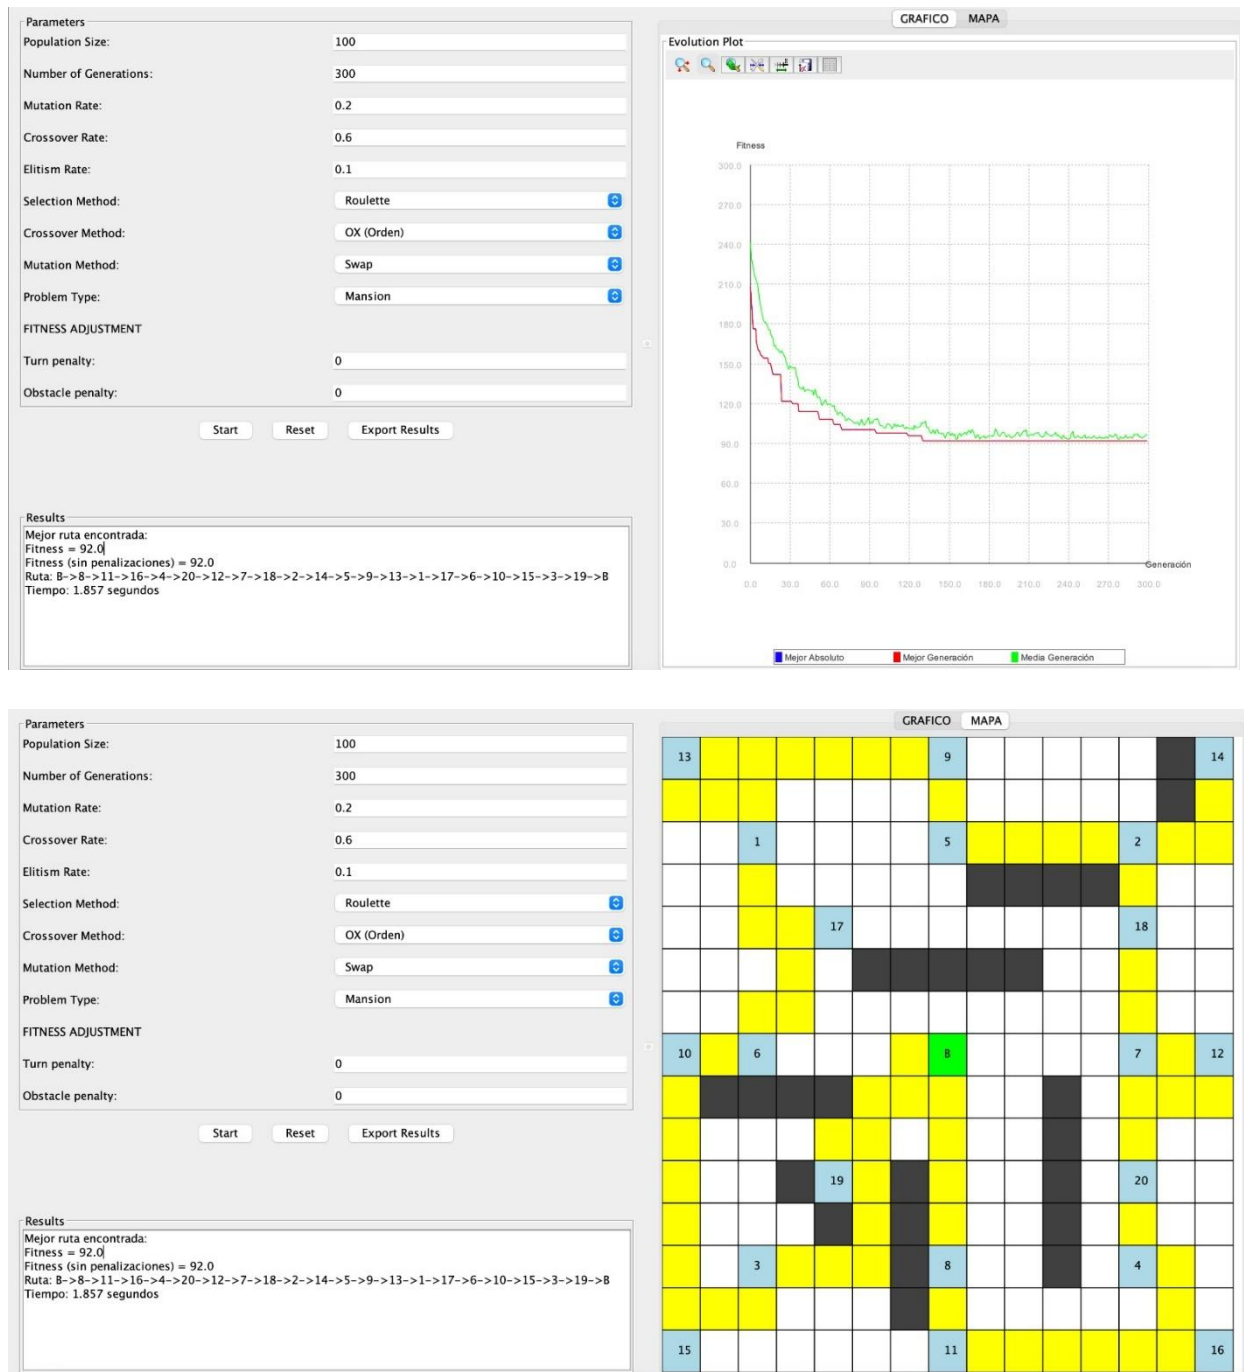 GRAFICO MAPA
Parameters
Population Size: 100
Number of Generations: 300
Mutation Rate: 0.2
Crossover Rate: 0.6
Elitism Rate: 0.1
Selection Method: Roulette
Crossover Method: OX (Orden)
Mutation Method: Swap
Problem Type: Mansion
FITNESS ADJUSTMENT
Turn penalty: 0
Obstacle penalty: 0
Start Reset Export Results
Results
Mejor ruta encontrada:
Fitness = 92.0
Fitness (sin penalizaciones) = 92.0
Ruta: B->8->11->16->4->20->12->7->18->2->14->5->9->13->1->17->6->10->15->3->19->B
Tiempo: 1.857 segundos
Evolution Plot
Fitness
300.0
270.0
240.0
210.0
180.0
150.0
120.0
90.0
60.0
30.0
0.0
Generación
0.0 30.0 60.0 90.0 120.0 150.0 180.0 210.0 240.0 270.0 300.0
Mejor Absoluto Mejor Generación Media Generación
GRAFICO MAPA
Parameters
Population Size: 100
Number of Generations: 300
Mutation Rate: 0.2
Crossover Rate: 0.6
Elitism Rate: 0.1
Selection Method: Roulette
Crossover Method: OX (Orden)
Mutation Method: Swap
Problem Type: Mansion
FITNESS ADJUSTMENT
Turn penalty: 0
Obstacle penalty: 0
Start Reset Export Results
Results
Mejor ruta encontrada:
Fitness = 92.0
Fitness (sin penalizaciones) = 92.0
Ruta: B->8->11->16->4->20->12->7->18->2->14->5->9->13->1->17->6->10->15->3->19->B
Tiempo: 1.857 segundos
13 9 14
1 5 2
17 18
10 6 B 7 12
19 20
3 8 4
15 11 16